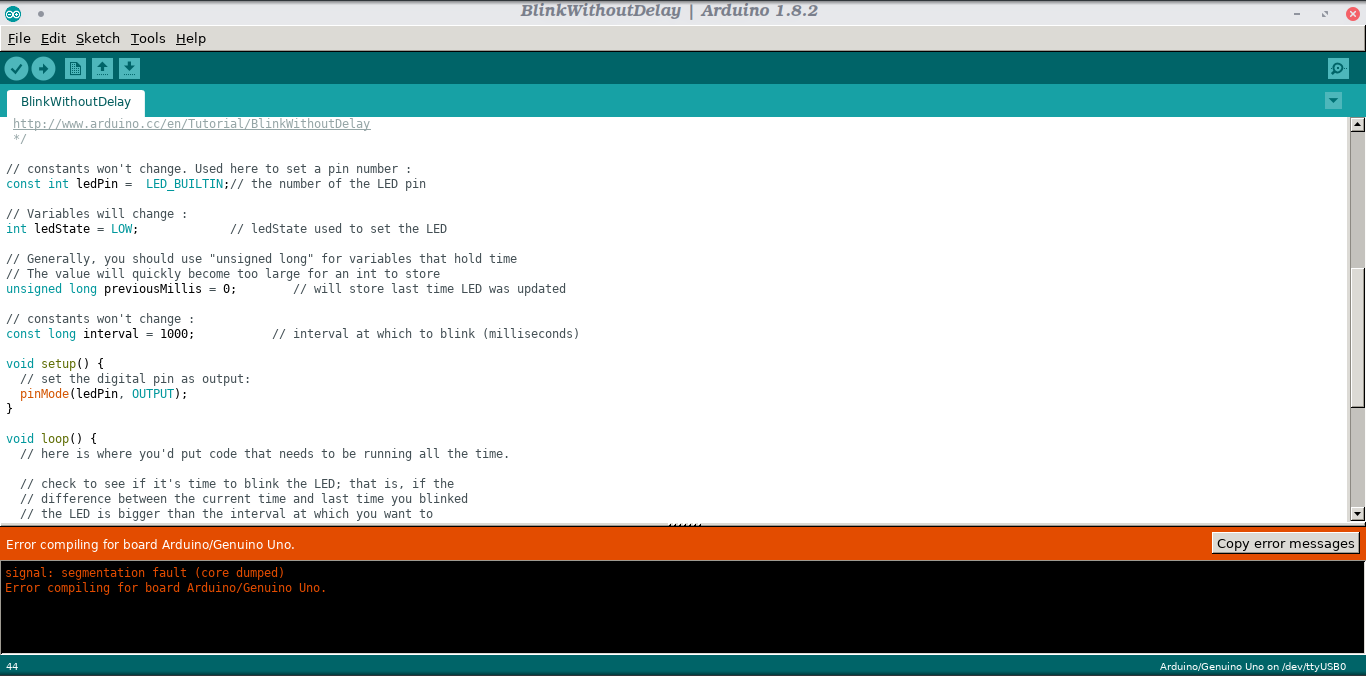 BlinkWithoutDelay | Arduino 1.8.2
File Edit Sketch Tools Help
BlinkWithoutDelay
http://www.arduino.cc/en/Tutorial/BlinkWithoutDelay
*/
// constants won't change. Used here to set a pin number :
const int ledPin =  LED_BUILTIN;// the number of the LED pin
// Variables will change :
int ledState = LOW;             // ledState used to set the LED
// Generally, you should use "unsigned long" for variables that hold time
// The value will quickly become too large for an int to store
unsigned long previousMillis = 0;        // will store last time LED was updated
// constants won't change :
const long interval = 1000;           // interval at which to blink (milliseconds)
void setup() {
  // set the digital pin as output:
  pinMode(ledPin, OUTPUT);
}
void loop() {
  // here is where you'd put code that needs to be running all the time.
  // check to see if it's time to blink the LED; that is, if the
  // difference between the current time and last time you blinked
  // the LED is bigger than the interval at which you want to
Error compiling for board Arduino/Genuino Uno.
Copy error messages
signal: segmentation fault (core dumped)
Error compiling for board Arduino/Genuino Uno.
44
Arduino/Genuino Uno on /dev/ttyUSB0